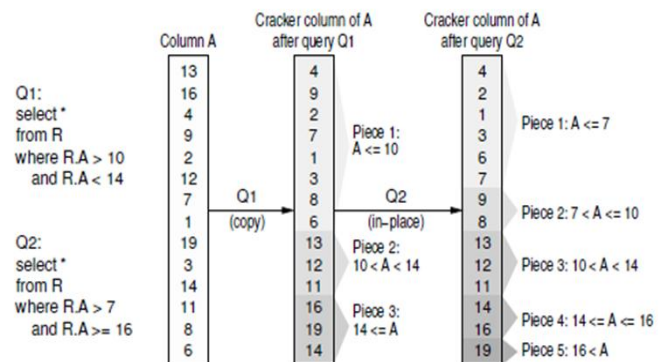 Column A
Cracker column of A
after query Q1
Cracker column of A
after query Q2
Q1:
select *
from R
where R.A > 10
and R.A < 14
Q2:
select *
from R
where R.A > 7
and R.A >= 16
13
16
4
9
2
12
7
1
19
3
14
11
8
6
Q1
(copy)
4
9
2
7
1
3
8
6
13
12
11
16
19
14
Piece 1:
A <= 10
Piece 2:
10 < A < 14
Piece 3:
14 <= A
Q2
(in-place)
4
2
1
3
6
7
9
8
13
12
11
14
16
19
Piece 1: A <= 7
Piece 2: 7 < A <= 10
Piece 3: 10 < A < 14
Piece 4: 14 <= A <= 16
Piece 5: 16 < A